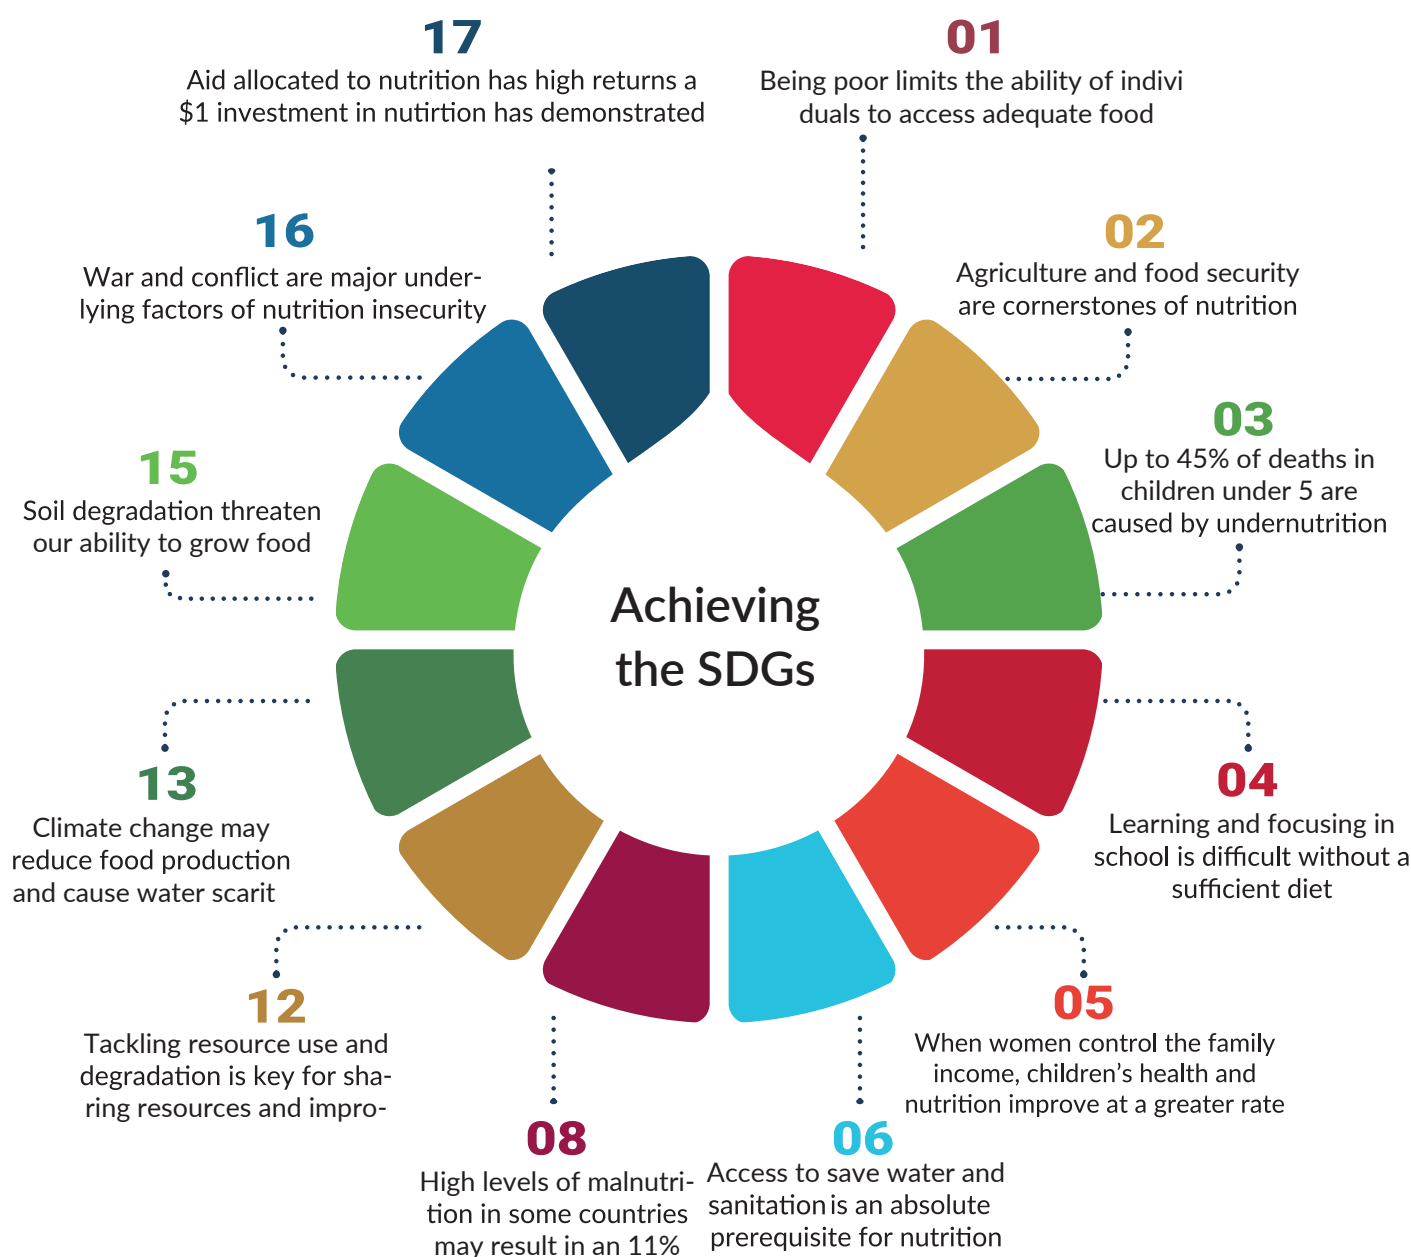 17
Aid allocated to nutrition has high returns a
$1 investment in nutirtion has demonstrated
01
Being poor limits the ability of indivi
duals to access adequate food
16
War and conflict are major under-
lying factors of nutrition insecurity
02
Agriculture and food security
are cornerstones of nutrition
03
Up to 45% of deaths in
children under 5 are
caused by undernutrition
15
Soil degradation threaten
our ability to grow food
Achieving
the SDGs
13
Climate change may
reduce food production
and cause water scarit
04
Learning and focusing in
school is difficult without a
sufficient diet
12
Tackling resource use and
degradation is key for sha-
ring resources and impro-
05
When women control the family
income, children’s health and
nutrition improve at a greater rate
08
High levels of malnutri-
tion in some countries
may result in an 11%
06
Access to save water and
sanitation is an absolute
prerequisite for nutrition